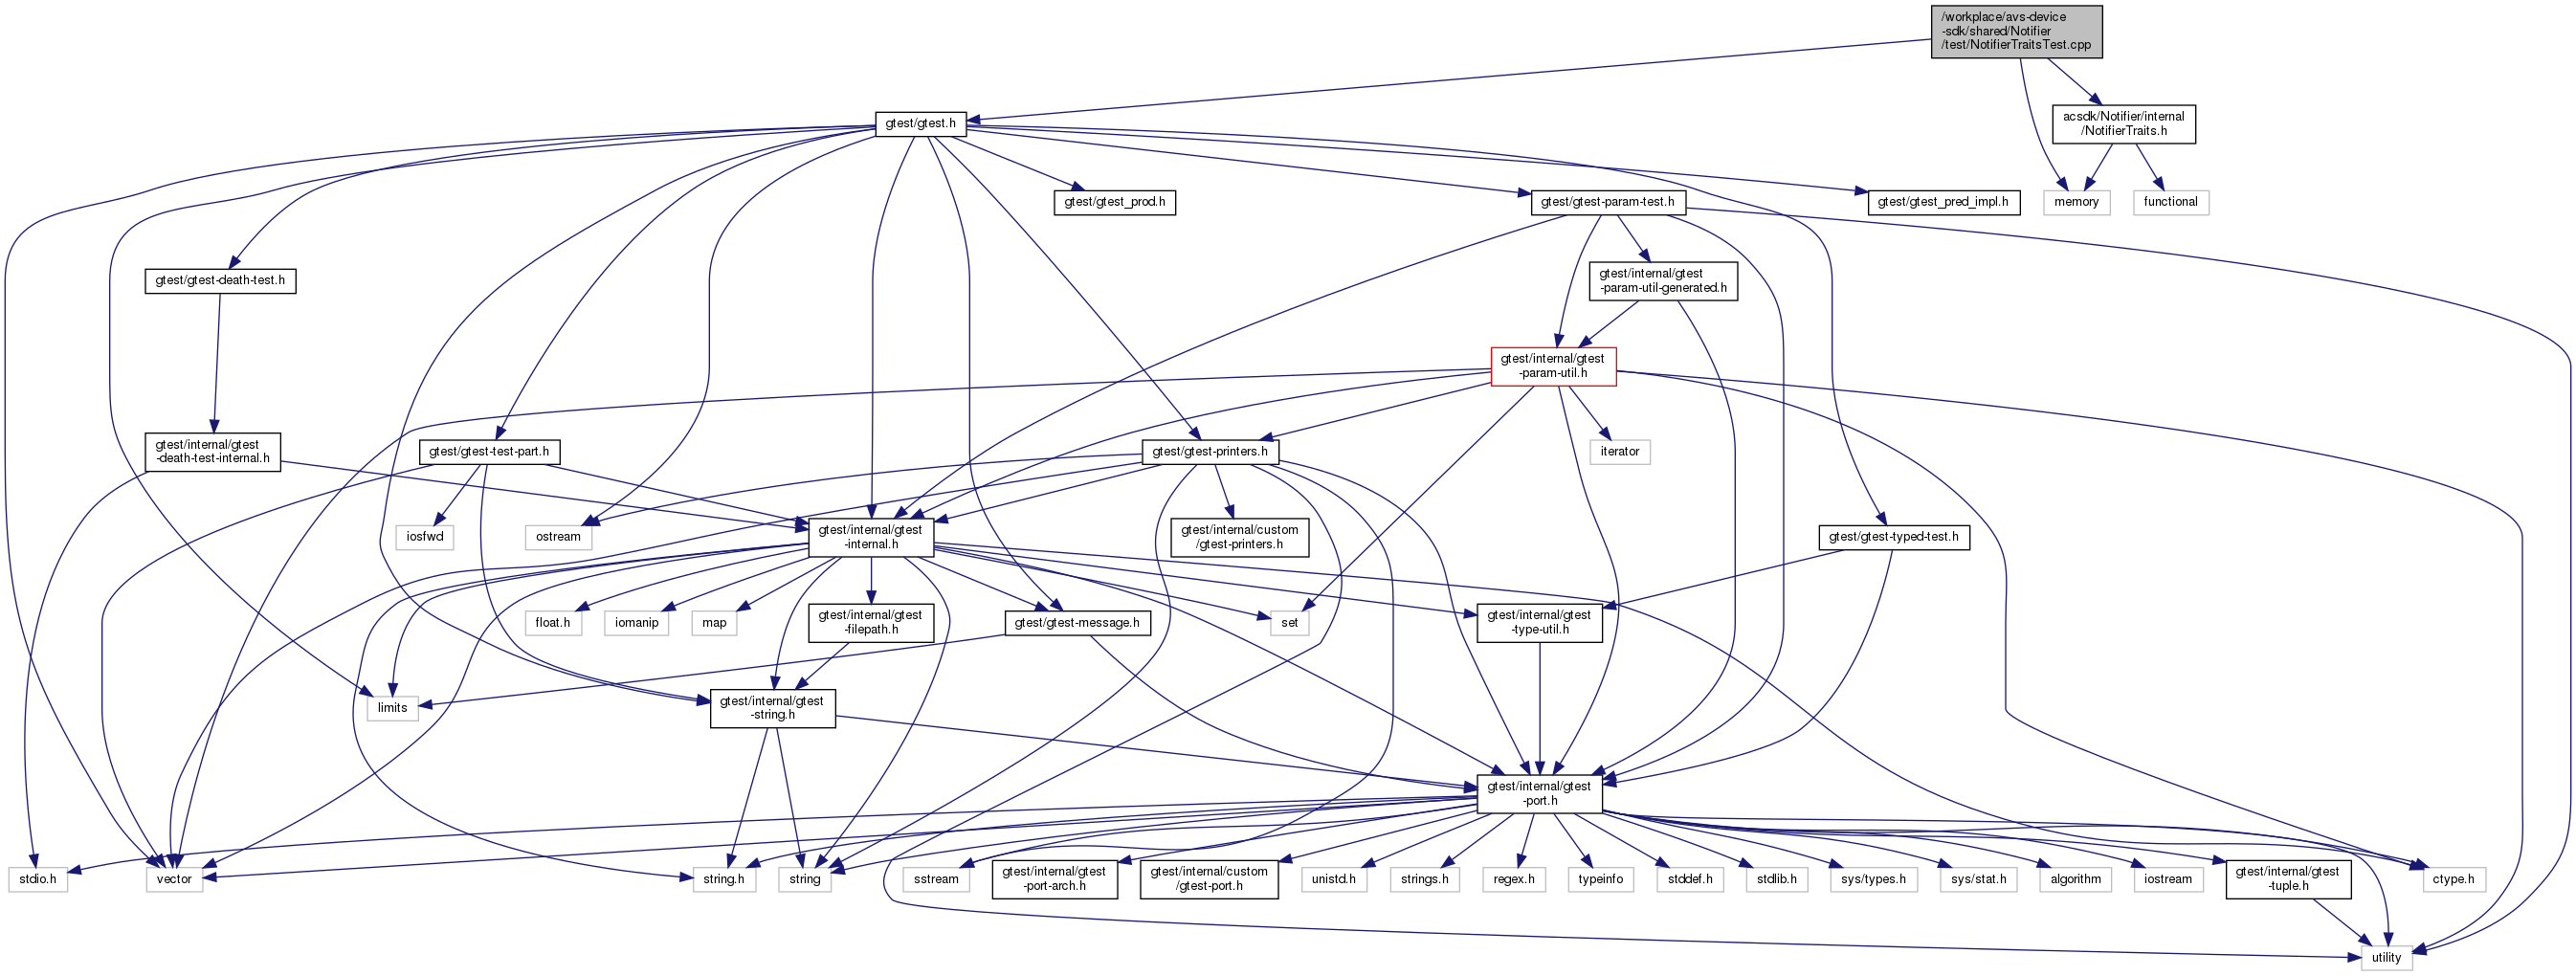 /workplace/avs-device
-sdk/shared/Notifier
/test/NotifierTraitsTest.cpp
gtest/gtest.h
acsdk/Notifier/internal
/NotifierTraits.h
gtest/gtest_prod.h
gtest/gtest-param-test.h
gtest/gtest_pred_impl.h
memory
functional
gtest/gtest-death-test.h
gtest/internal/gtest
-param-util-generated.h
gtest/internal/gtest
-param-util.h
gtest/internal/gtest
-death-test-internal.h
gtest/gtest-test-part.h
gtest/gtest-printers.h
iterator
iosfwd
ostream
gtest/internal/gtest
-internal.h
gtest/internal/custom
/gtest-printers.h
gtest/gtest-typed-test.h
float.h
iomanip
map
gtest/internal/gtest
-filepath.h
gtest/gtest-message.h
set
gtest/internal/gtest
-type-util.h
limits
gtest/internal/gtest
-string.h
gtest/internal/gtest
-port.h
stdio.h
vector
string.h
string
sstream
gtest/internal/gtest
-port-arch.h
gtest/internal/custom
/gtest-port.h
unistd.h
strings.h
regex.h
typeinfo
stddef.h
stdlib.h
sys/types.h
sys/stat.h
algorithm
iostream
gtest/internal/gtest
-tuple.h
ctype.h
utility